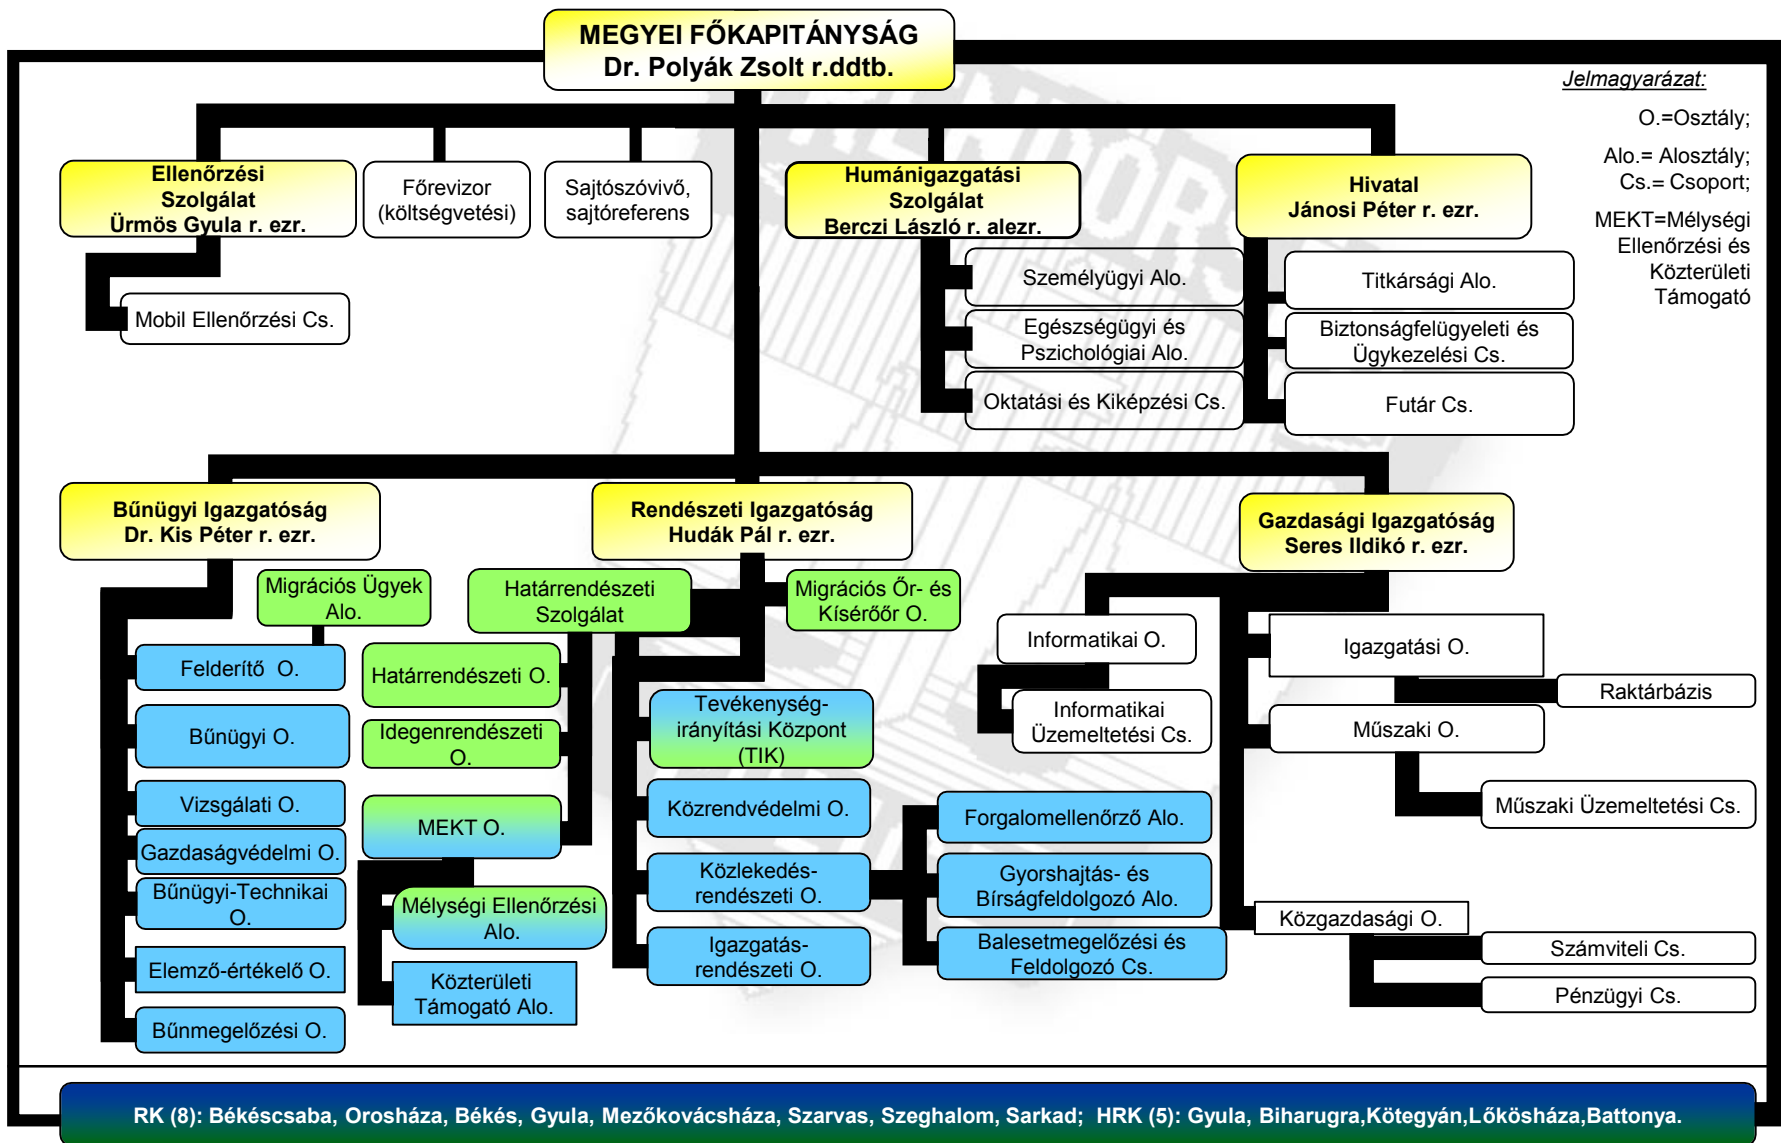 MEGYEI FŐKAPITÁNYSÁG
Dr. Polyák Zsolt r.ddtb.
Jelmagyarázat:
O.=Osztály;
Alo.= Alosztály;
Cs.= Csoport;
MEKT=Mélységi
Ellenőrzési és
Közterületi
Támogató
Ellenőrzési
Szolgálat
Ürmös Gyula r. ezr.
Főrevizor
(költségvetési)
Sajtószóvivő,
sajtóreferens
Humánigazgatási
Szolgálat
Berczi László r. alezr.
Hivatal
Jánosi Péter r. ezr.
Mobil Ellenőrzési Cs.
Személyügyi Alo.
Egészségügyi és
Pszichológiai Alo.
Oktatási és Kiképzési Cs.
Titkársági Alo.
Biztonságfelügyeleti és
Ügykezelési Cs.
Futár Cs.
Bűnügyi Igazgatóság
Dr. Kis Péter r. ezr.
Rendészeti Igazgatóság
Hudák Pál r. ezr.
Gazdasági Igazgatóság
Seres Ildikó r. ezr.
Migrációs Ügyek
Alo.
Felderítő  O.
Bűnügyi O.
Vizsgálati O.
Gazdaságvédelmi O.
Bűnügyi-Technikai
O.
Elemző-értékelő O.
Bűnmegelőzési O.
Határrendészeti
Szolgálat
Migrációs Őr- és
Kísérőőr O.
Határrendészeti O.
Idegenrendészeti
O.
MEKT O.
Mélységi Ellenőrzési
Alo.
Közterületi
Támogató Alo.
Tevékenység-
irányítási Központ
(TIK)
Közrendvédelmi O.
Közlekedés-
rendészeti O.
Igazgatás-
rendészeti O.
Forgalomellenőrző Alo.
Gyorshajtás- és
Bírságfeldolgozó Alo.
Balesetmegelőzési és
Feldolgozó Cs.
Informatikai O.
Informatikai
Üzemeltetési Cs.
Igazgatási O.
Raktárbázis
Műszaki O.
Műszaki Üzemeltetési Cs.
Közgazdasági O.
Számviteli Cs.
Pénzügyi Cs.
RK (8): Békéscsaba, Orosháza, Békés, Gyula, Mezőkovácsháza, Szarvas, Szeghalom, Sarkad;  HRK (5): Gyula, Biharugra,Kötegyán,Lőkösháza,Battonya.